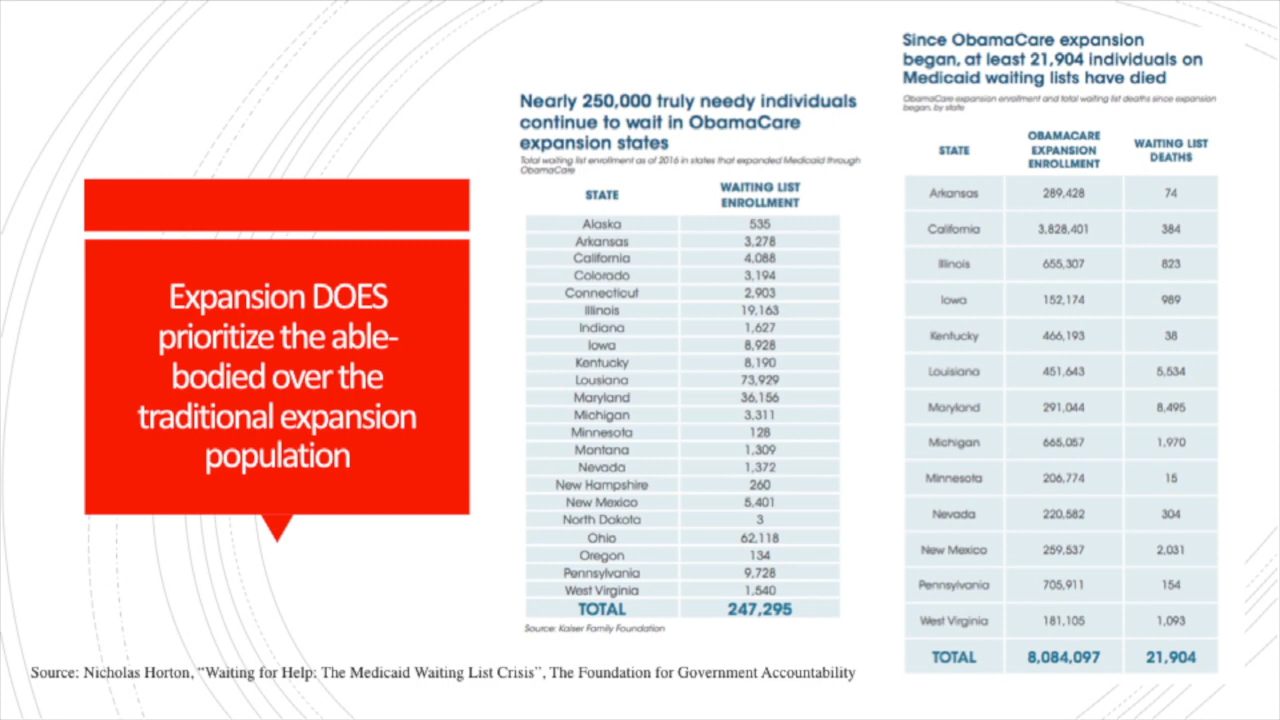 Expansion DOES
prioritize the able-
bodied over the
traditional expansion
population
Nearly 250,000 truly needy individuals
continue to wait in ObamaCare
expansion states
Total waiting list enrollment as of 2016 in states that expanded Medicaid through
ObamaCare
STATE WAITING LIST ENROLLMENT
Alaska 535
Arkansas 3,278
California 4,088
Colorado 3,194
Connecticut 2,903
Illinois 19,163
Indiana 1,627
Iowa 8,928
Kentucky 8,190
Lousiana 73,929
Maryland 36,156
Michigan 3,311
Minnesota 128
Montana 1,309
Nevada 1,372
New Hampshire 260
New Mexico 5,401
North Dakota 3
Ohio 62,118
Oregon 134
Pennsylvania 9,728
West Virginia 1,540
TOTAL 247,295
Source: Kaiser Family Foundation
Since ObamaCare expansion
began, at least 21,904 individuals on
Medicaid waiting lists have died
ObamaCare expansion enrollment and total waiting list deaths since expansion
began, by state
STATE OBAMACARE EXPANSION ENROLLMENT WAITING LIST DEATHS
Arkansas 289,428 74
California 3,828,401 384
Illinois 655,307 823
Iowa 152,174 989
Kentucky 466,193 38
Louisiana 451,643 5,534
Maryland 291,044 8,495
Michigan 665,057 1,970
Minnesota 206,774 15
Nevada 220,582 304
New Mexico 259,537 2,031
Pennsylvania 705,911 154
West Virginia 181,105 1,093
TOTAL 8,084,097 21,904
Source: Nicholas Horton, “Waiting for Help: The Medicaid Waiting List Crisis”, The Foundation for Government Accountability